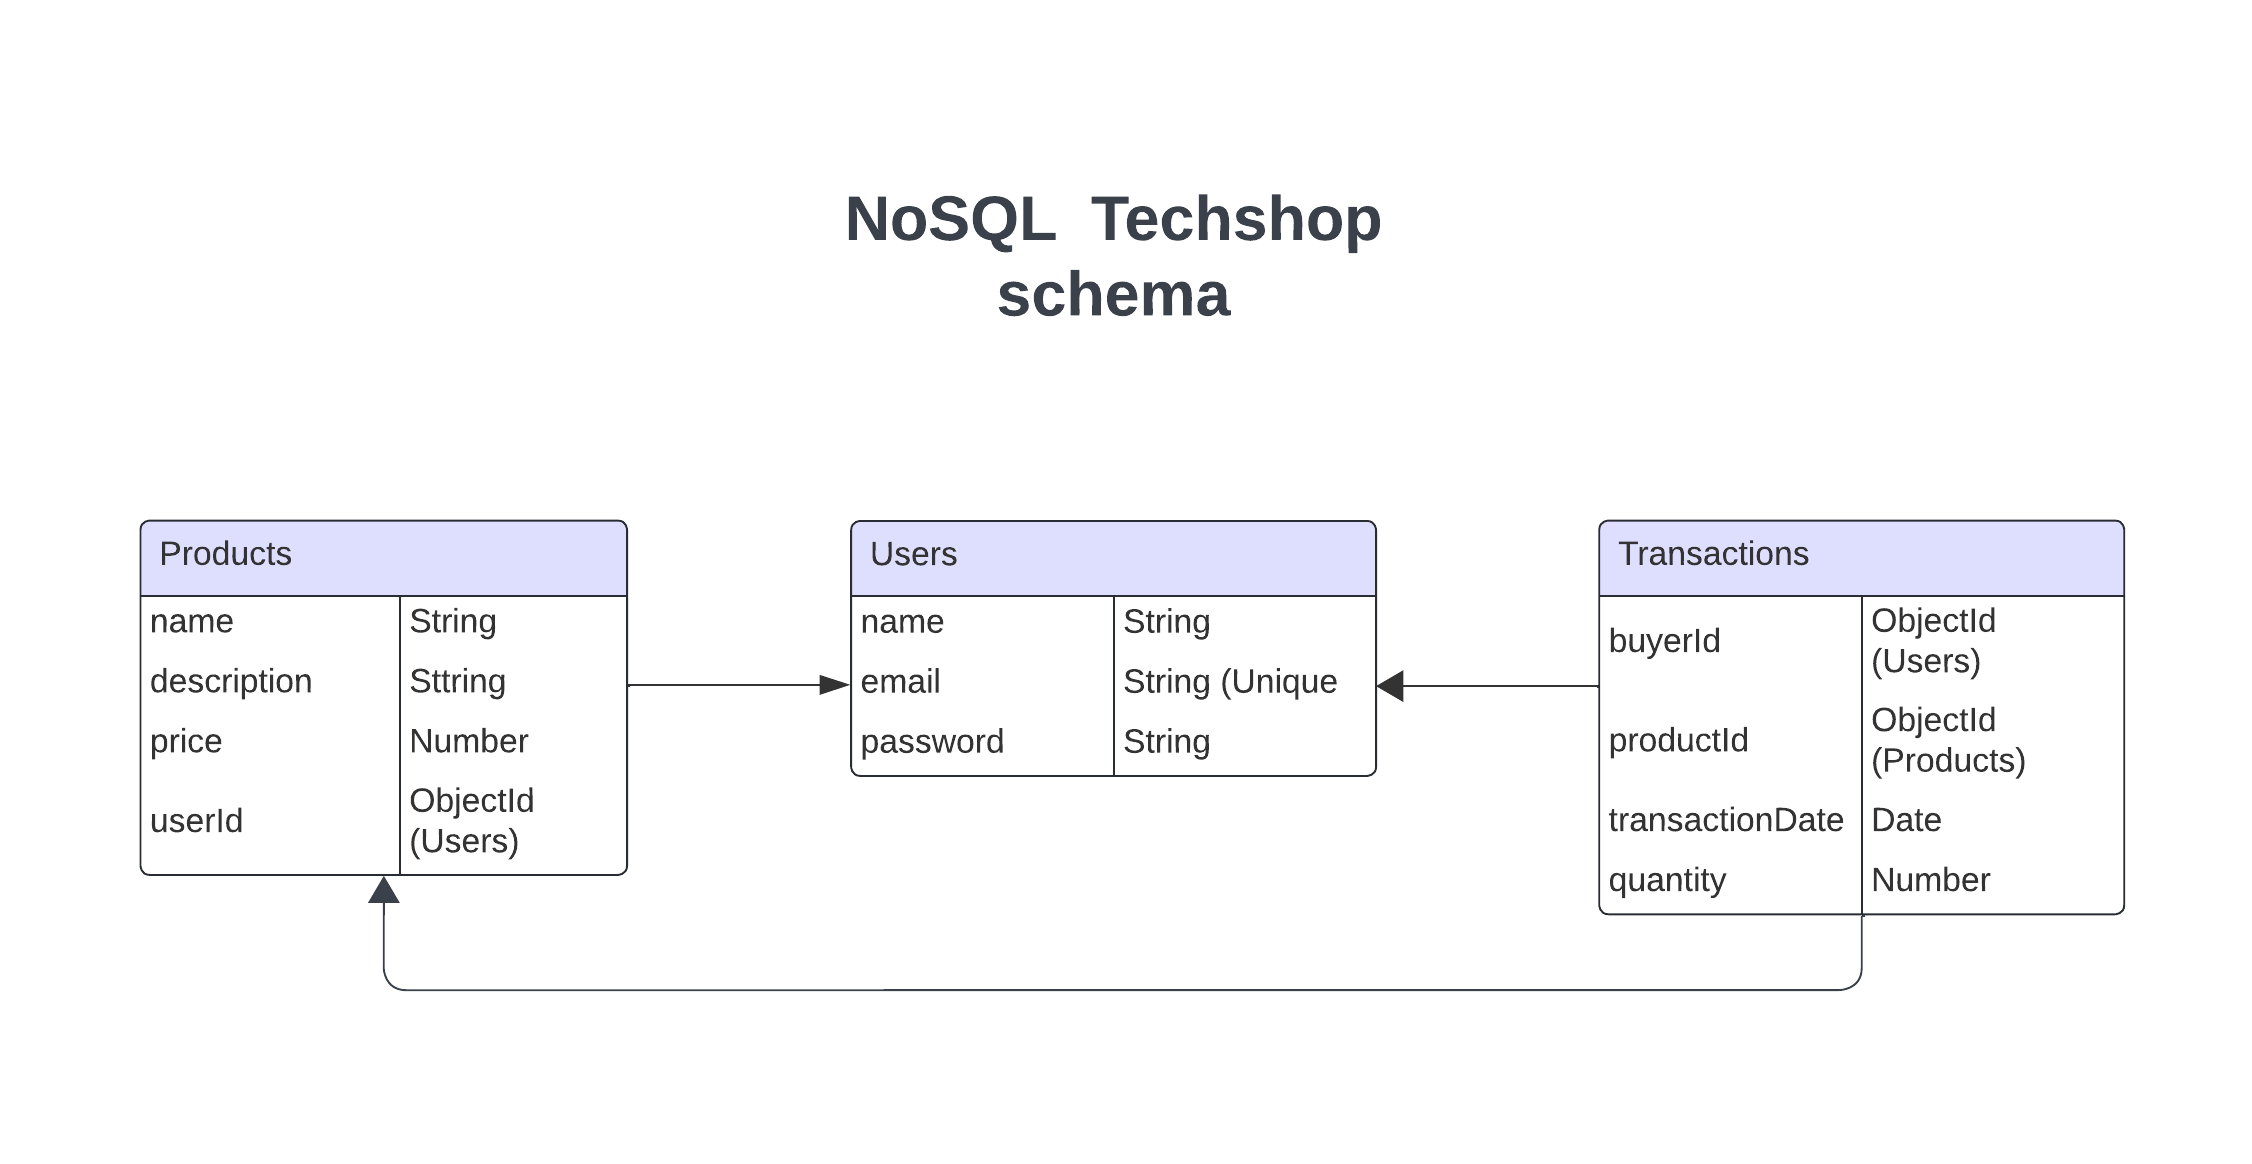 NoSQL Techshop
schema
Products
name String
description Sttring
price Number
userId ObjectId
(Users)
Users
name String
email String (Unique
password String
Transactions
buyerId ObjectId
(Users)
productId ObjectId
(Products)
transactionDate Date
quantity Number